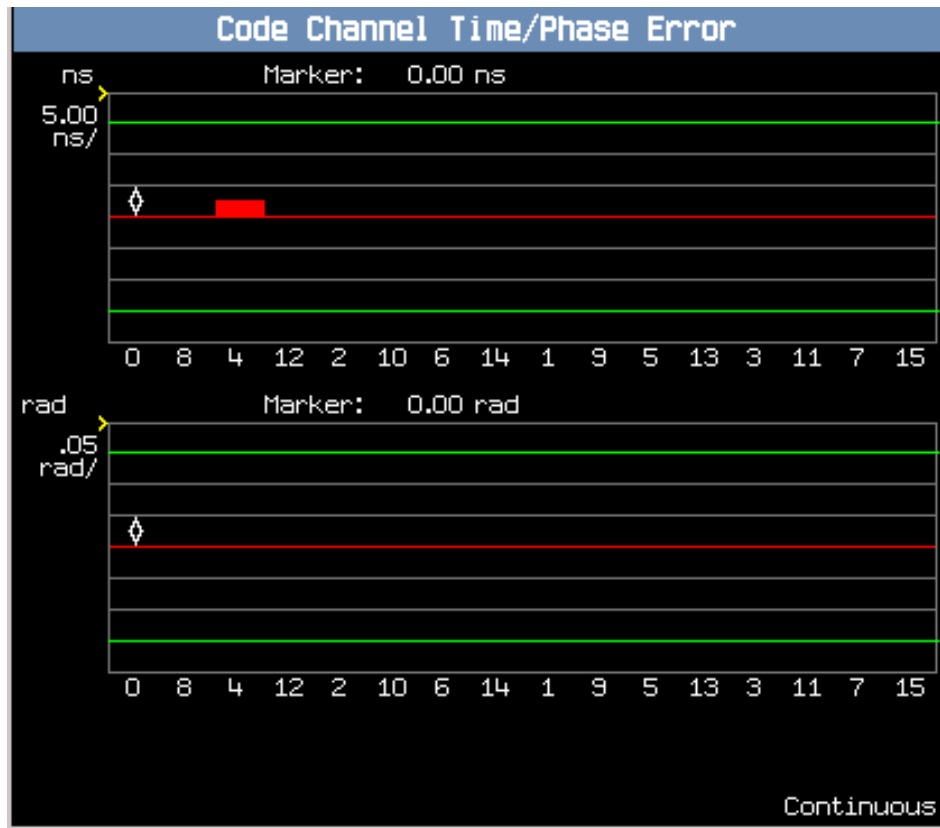 Code Channel Time/Phase Error
ns Marker: 0.00 ns
5.00
ns/
0 8 4 12 2 10 6 14 1 9 5 13 3 11 7 15
rad Marker: 0.00 rad
.05
rad/
0 8 4 12 2 10 6 14 1 9 5 13 3 11 7 15
Continuous